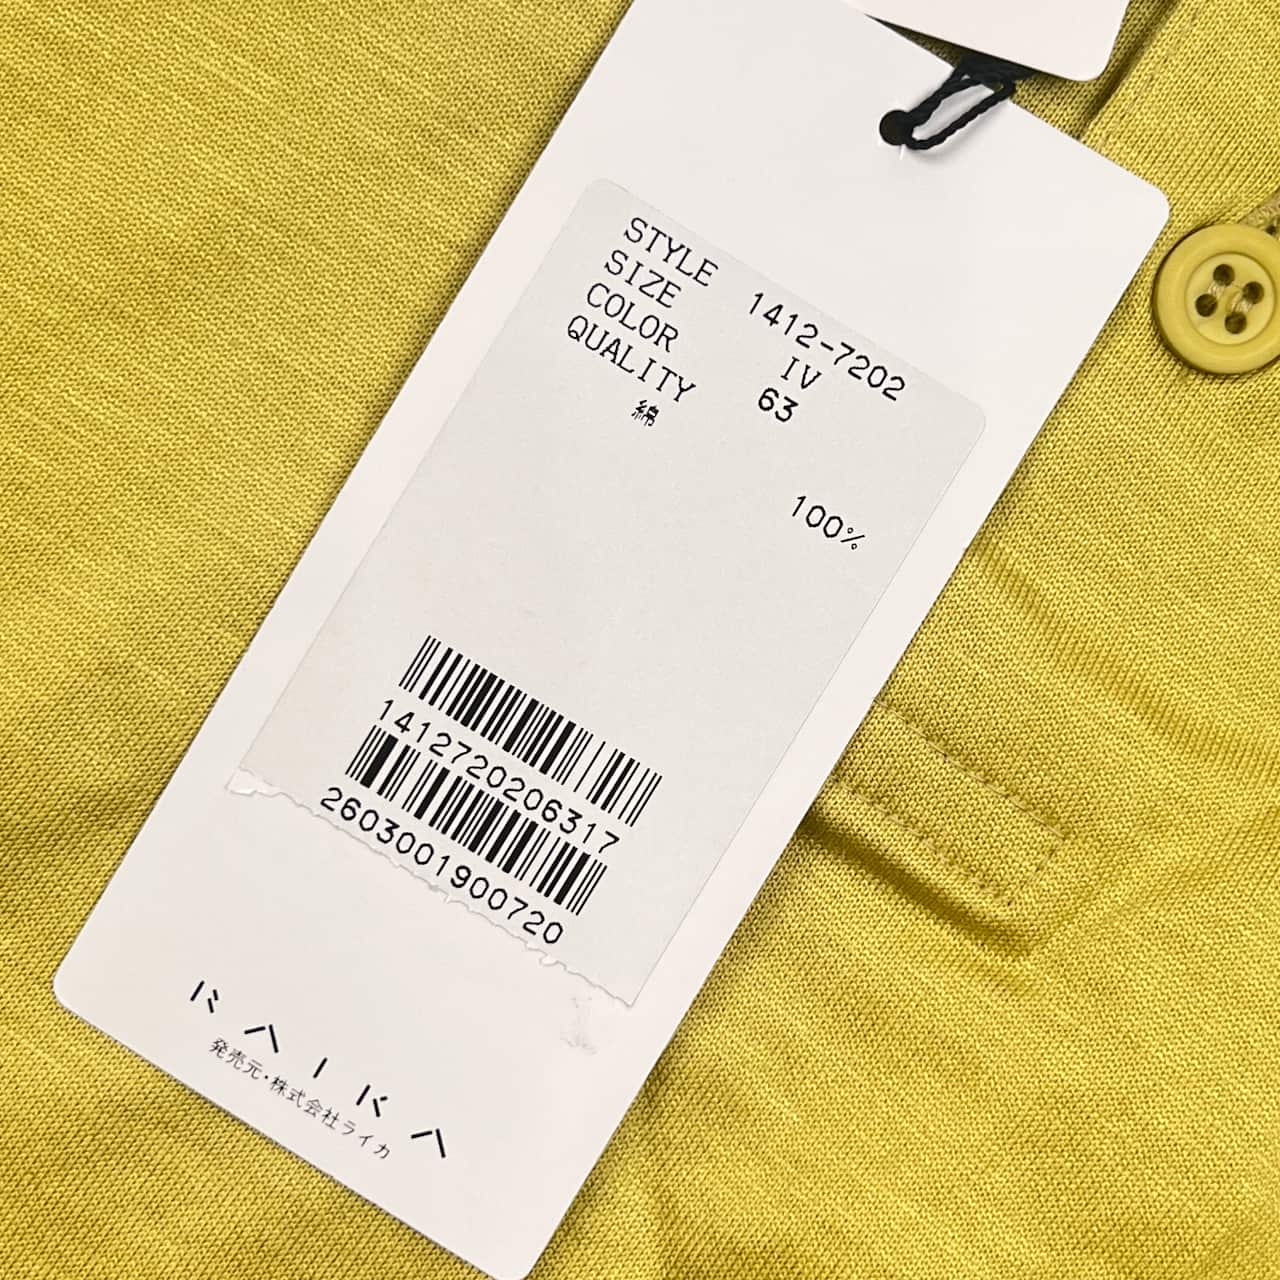 STYLE 1412-7202
SIZE IV
COLOR 63
QUALITY
綿 100%
1412720206317
2603001900720
RAIKA
発売元・株式会社ライカ